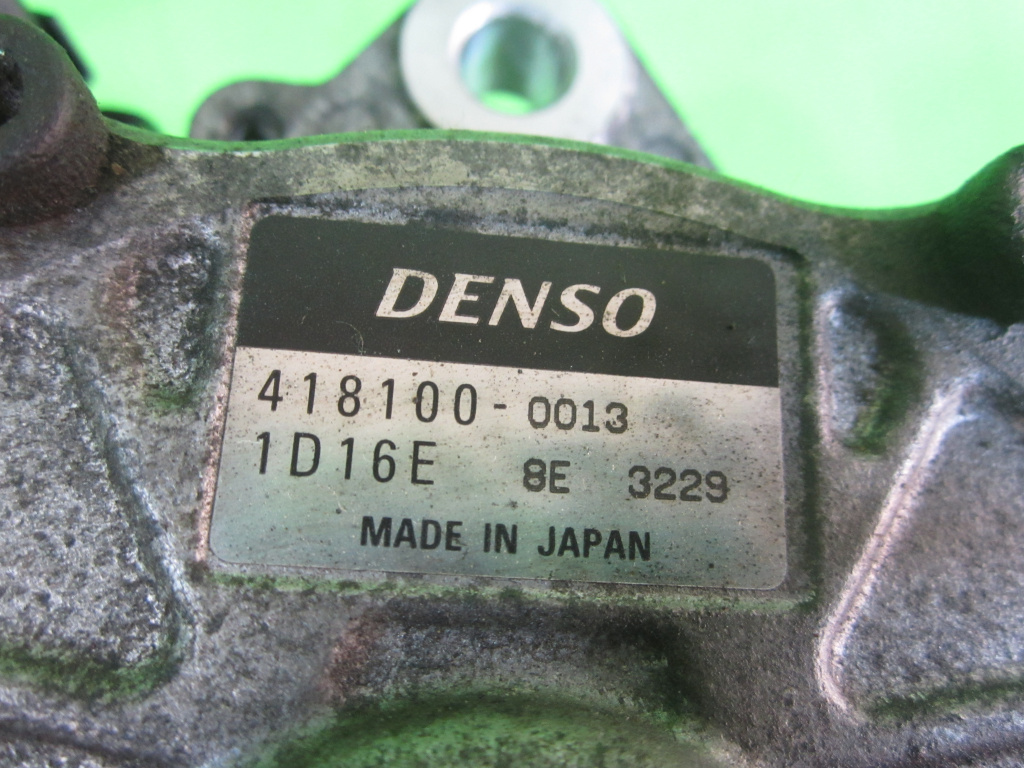 DENSO
418100-0013
1D16E 8E 3229
MADE IN JAPAN